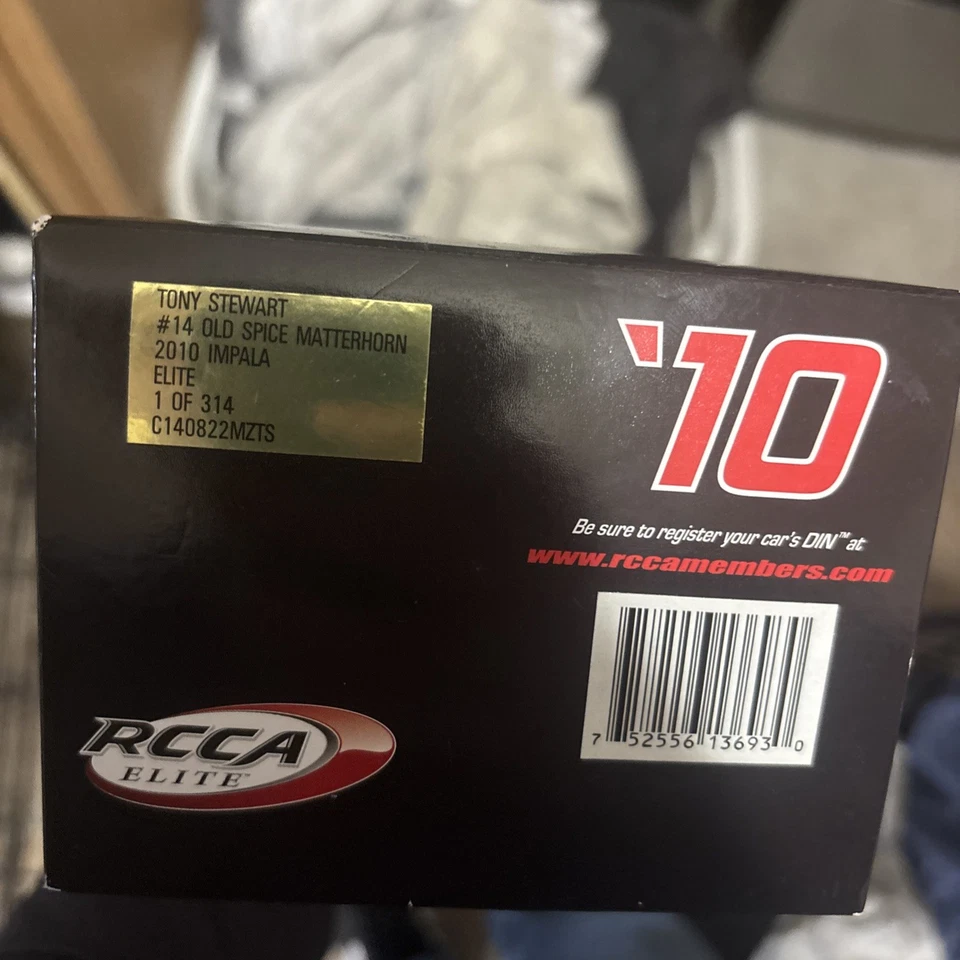 TONY STEWART
#14 OLD SPICE MATTERHORN
2010 IMPALA
ELITE
1 OF 314
C140822MZTS
'10
Be sure to register your car's DIN™ at
www.rccamembers.com
7 52556 13693 0
RCCA
ELITE™